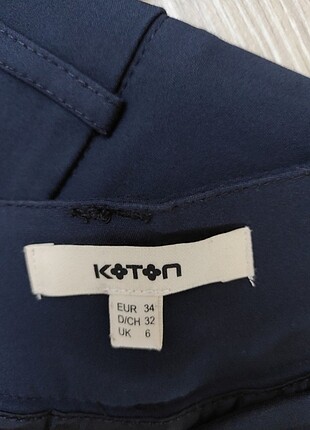 KOTON
EUR 34
D/CH 32
UK 6